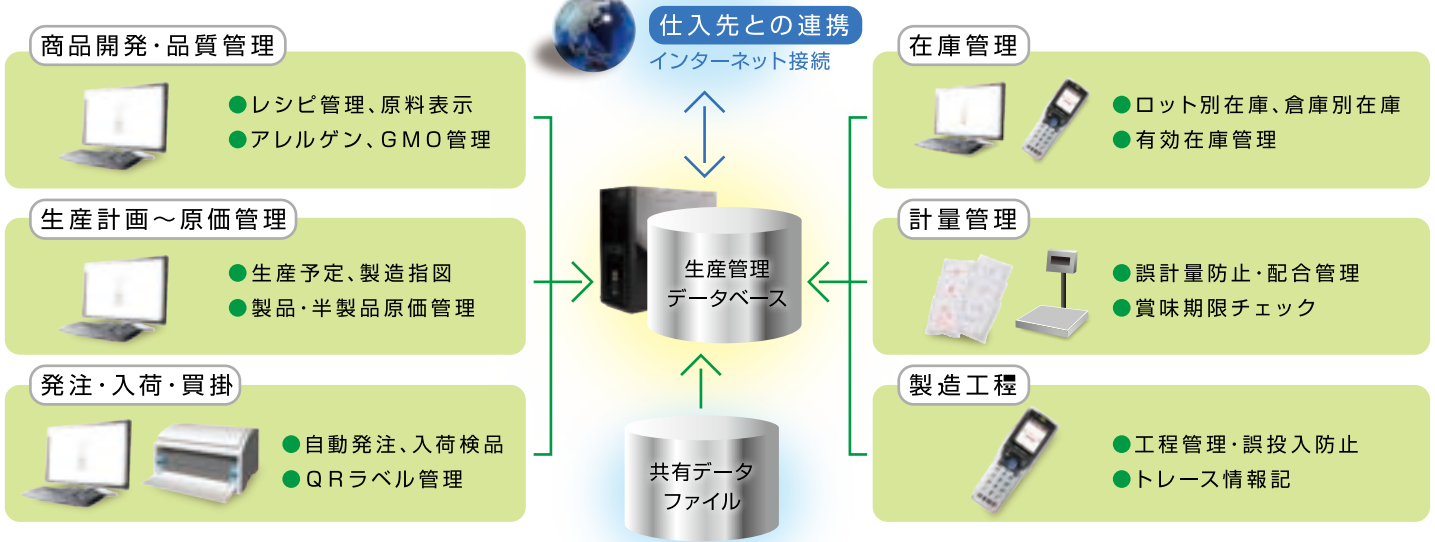 仕入先との連携
インターネット接続
商品開発・品質管理
●レシピ管理、原料表示
●アレルゲン、GMO管理
生産計画～原価管理
●生産予定、製造指図
●製品・半製品原価管理
発注・入荷・買掛
●自動発注、入荷検品
●QRラベル管理
生産管理
データベース
共有データ
ファイル
在庫管理
●ロット別在庫、倉庫別在庫
●有効在庫管理
計量管理
●誤計量防止・配合管理
●賞味期限チェック
製造工程
●工程管理・誤投入防止
●トレース情報記